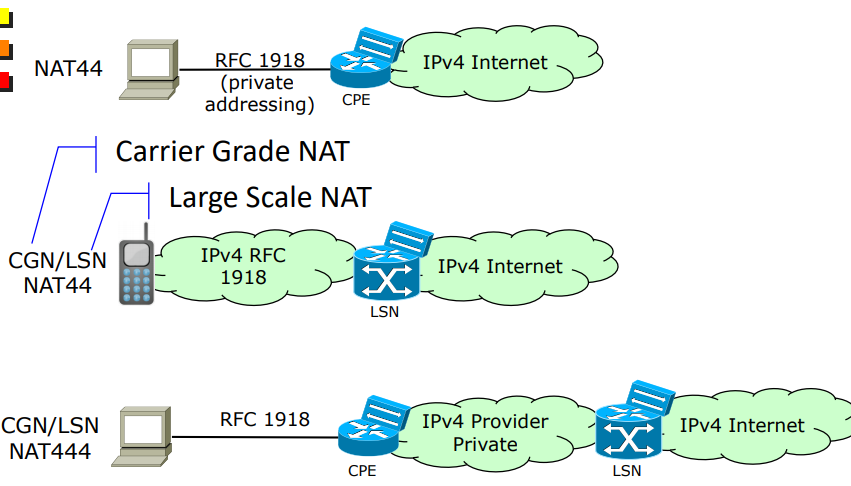 NAT44
RFC 1918
(private
addressing)
CPE
IPv4 Internet
Carrier Grade NAT
Large Scale NAT
CGN/LSN
NAT44
IPv4 RFC
1918
LSN
IPv4 Internet
CGN/LSN
NAT444
RFC 1918
CPE
IPv4 Provider
Private
LSN
IPv4 Internet